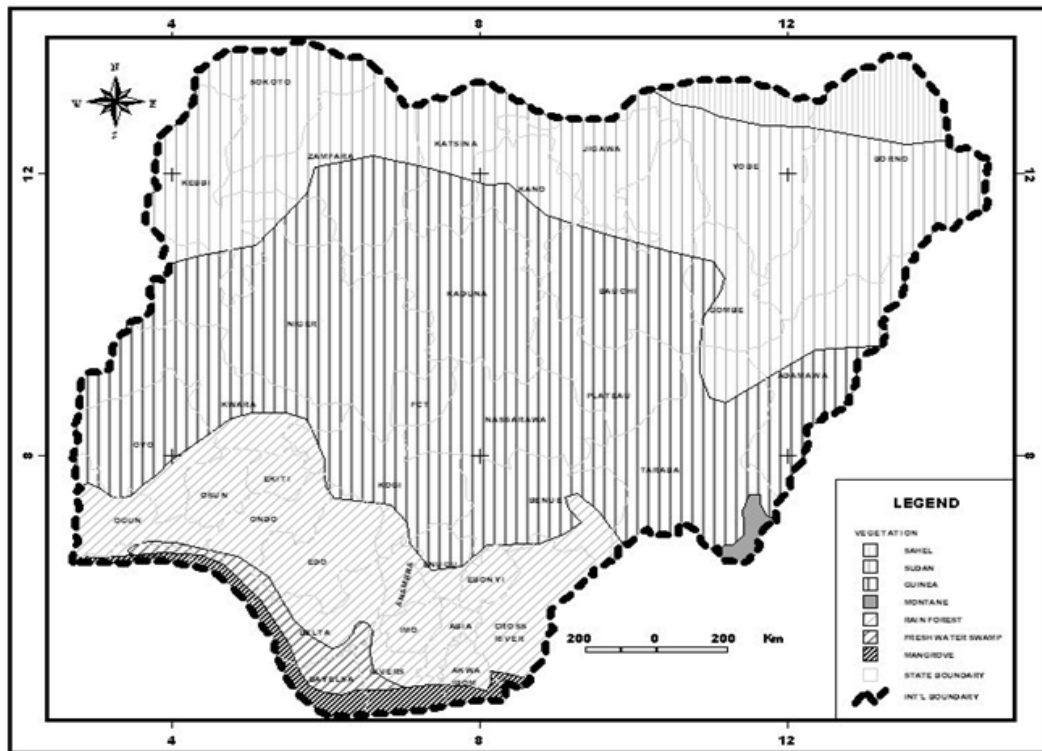 4 8 12
N
W E
S
SOKOTO
KATSINA
ZAMFARA
JIGAWA
YOBE
BORNO
12 12
KEBBI
KANO
KADUNA
BAUCHI
GOMBE
NIGER
ADAMAWA
KWARA
FCT
NASSARAWA
PLATEAU
OYO
8 8
TARABA
EKITI
KOGI
OSUN
BENUE
OGUN
ONDO
EDO
ENUGU
EBONYI
ANAMBRA
DELTA
IMO
ABIA
CROSS
RIVER
BAYELSA
RIVERS
AKWA
IBOM
200 0 200 Km
LEGEND
VEGETATION
SAHEL
SUDAN
GUINEA
MONTANE
RAIN FOREST
FRESH WATER SWAMP
MANGROVE
STATE BOUNDARY
INT'L BOUNDARY
4 8 12